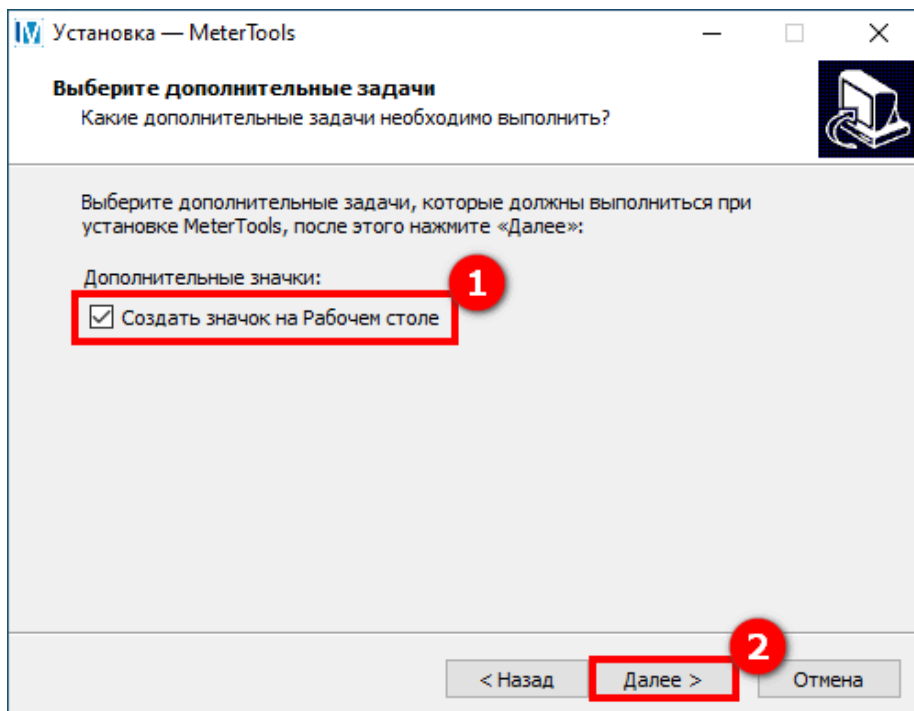 Установка — MeterTools
Выберите дополнительные задачи
Какие дополнительные задачи необходимо выполнить?
Выберите дополнительные задачи, которые должны выполниться при
установке MeterTools, после этого нажмите «Далее»:
Дополнительные значки:
1
Создать значок на Рабочем столе
2
< Назад
Далее >
Отмена